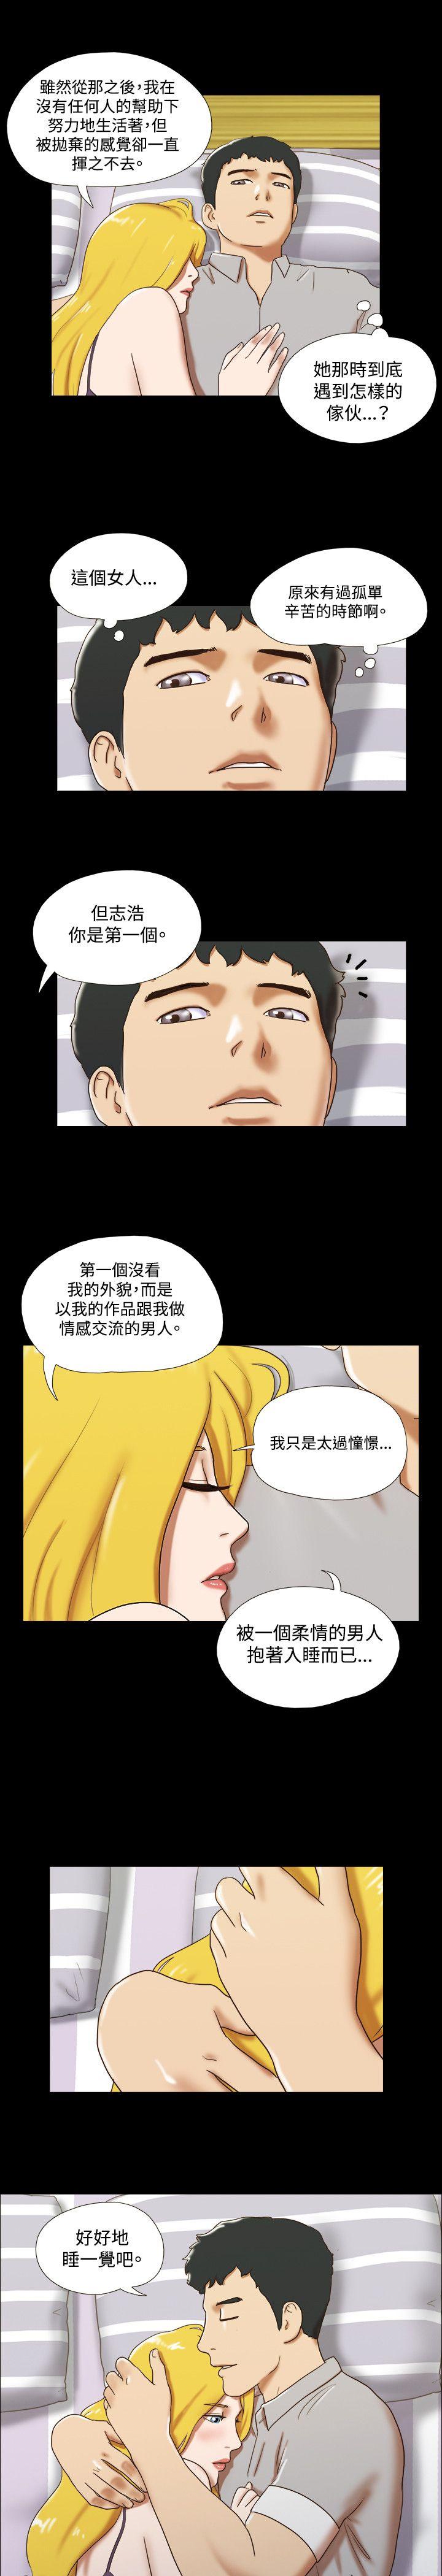 雖然從那之後，我在
沒有任何人的幫助下
努力地生活著，但
被拋棄的感覺卻一直
揮之不去。
她那時到底
遇到怎樣的
傢伙...？
這個女人...
原來有過孤單
辛苦的時節啊。
但志浩
你是第一個。
第一個沒看
我的外貌，而是
以我的作品跟我做
情感交流的男人。
我只是太過憧憬...
被一個柔情的男人
抱著入睡而已...
好好地
睡一覺吧。